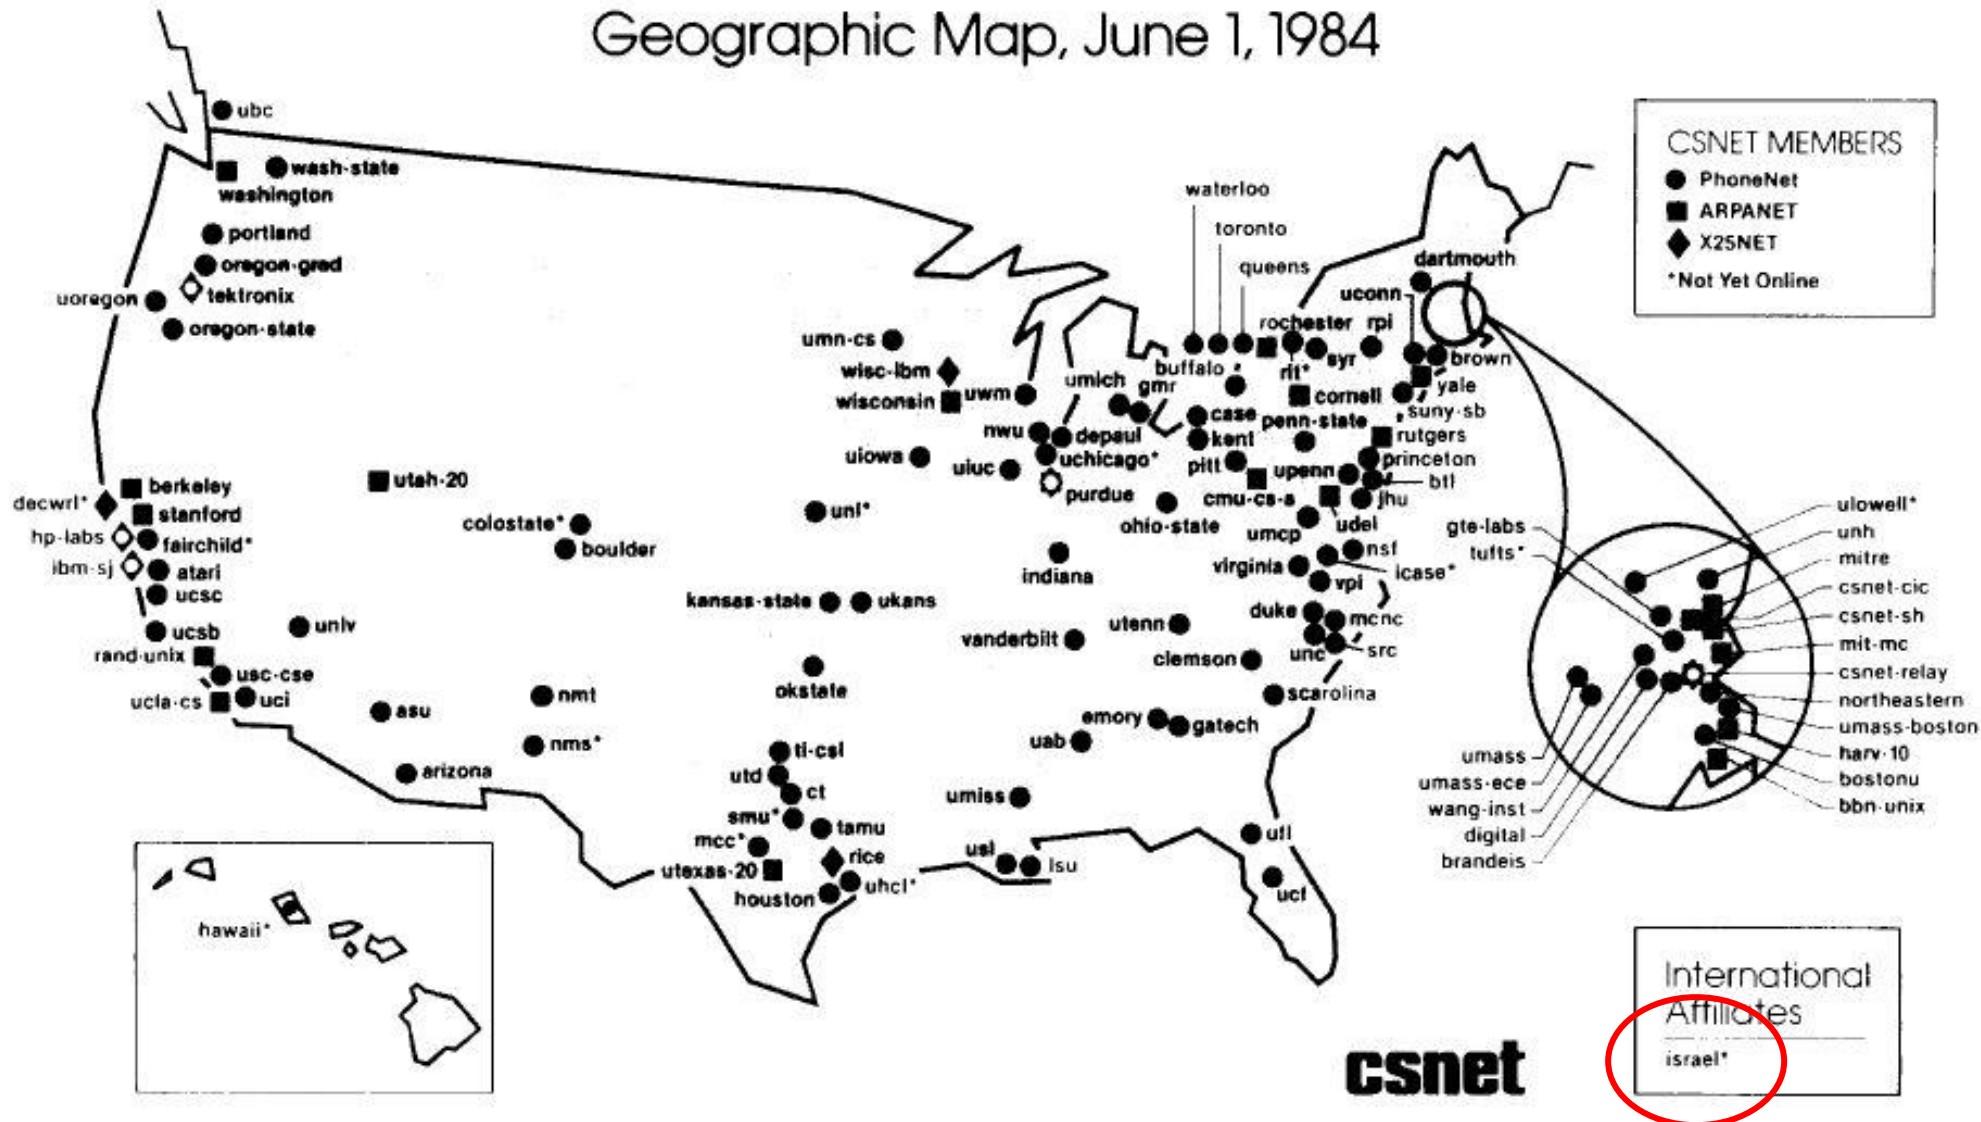 Geographic Map, June 1, 1984
ubc
wash-state
washington
portland
oregon-grad
tektronix
uoregon
oregon-state
berkeley
decwrl*
stanford
hp-labs
fairchild*
ibm-sj
atari
ucsc
ucsb
rand-unix
usc-cse
ucla-cs
uci
utah-20
univ
asu
arizona
colostate*
boulder
nmt
nms*
umn-cs
wisc-ibm
wisconsin
uwm
nwu
depaul
uiowa
uiuc
uchicago*
purdue
unl*
indiana
kansas-state
ukans
vanderbilt
okstate
ti-csl
utd
ct
smu*
tamu
mcc*
rice
utexas-20
uhcl*
houston
usl
lsu
umiss
uab
emory
gatech
utenn
clemson
scarolina
ufl
ucf
waterloo
toronto
queens
rochester
rpi
buffalo
rit*
syr
umich
gmr
case
kent
pitt
penn-state
cornell
cmu-cs-a
ohio-state
dartmouth
uconn
brown
yale
suny-sb
rutgers
princeton
upenn
btl
jhu
udel
umcp
nsf
virginia
icase*
vpi
duke
mcnc
unc
src
CSNET MEMBERS
PhoneNet
ARPANET
X25NET
*Not Yet Online
gte-labs
tufts*
ulowell*
unh
mitre
csnet-cic
csnet-sh
mit-mc
csnet-relay
northeastern
umass-boston
harv-10
bostonu
bbn-unix
umass
umass-ece
wang-inst
digital
brandeis
hawaii*
csnet
International
Affiliates
israel*